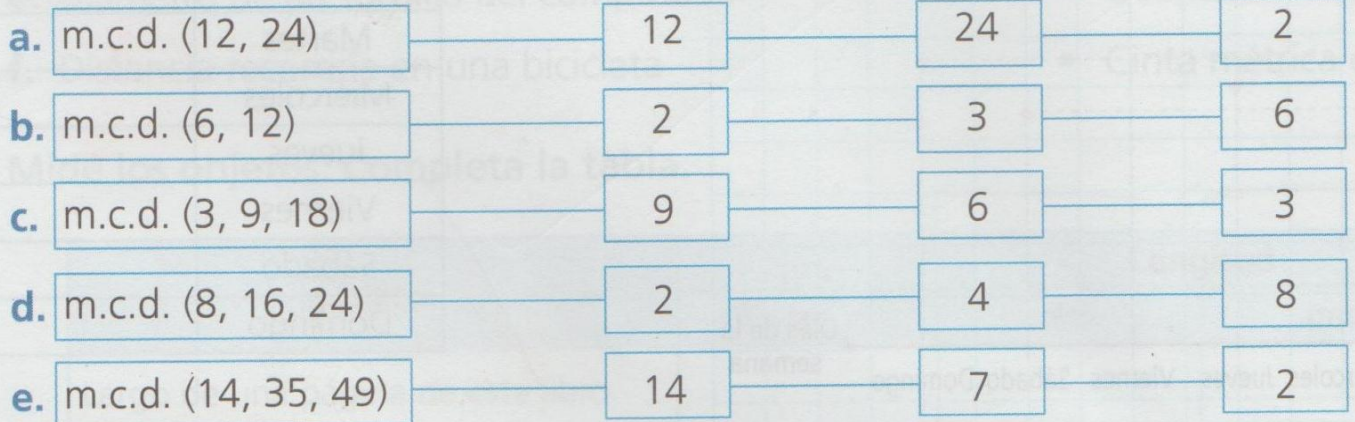 a. m.c.d. (12, 24) 12 24 2
b. m.c.d. (6, 12) 2 3 6
c. m.c.d. (3, 9, 18) 9 6 3
d. m.c.d. (8, 16, 24) 2 4 8
e. m.c.d. (14, 35, 49) 14 7 2